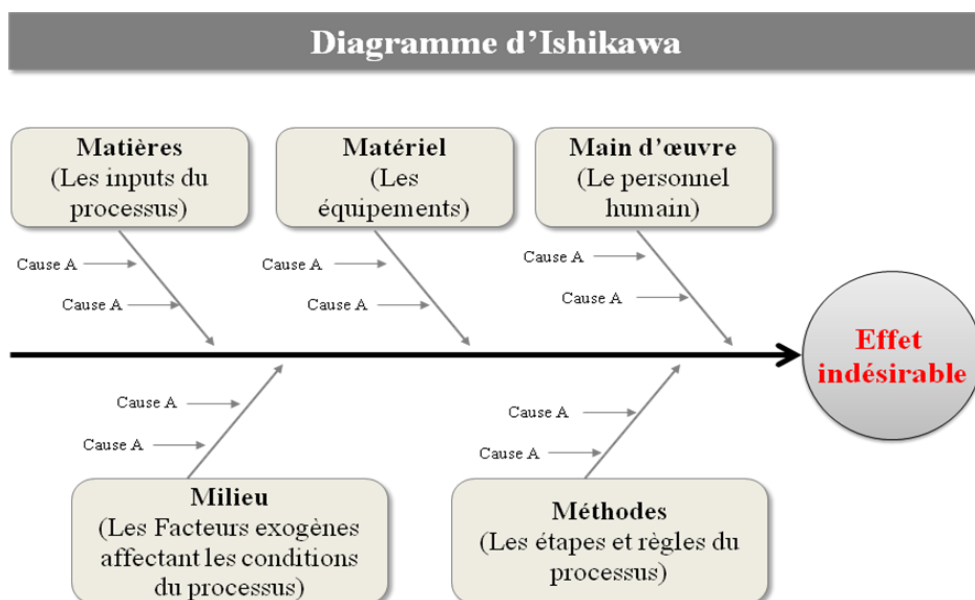 Diagramme d’Ishikawa
Matières
(Les inputs du
processus)
Matériel
(Les
équipements)
Main d’œuvre
(Le personnel
humain)
Cause A
Cause A
Cause A
Cause A
Cause A
Cause A
Effet
indésirable
Cause A
Cause A
Cause A
Cause A
Milieu
(Les Facteurs exogènes
affectant les conditions
du processus)
Méthodes
(Les étapes et règles du
processus)